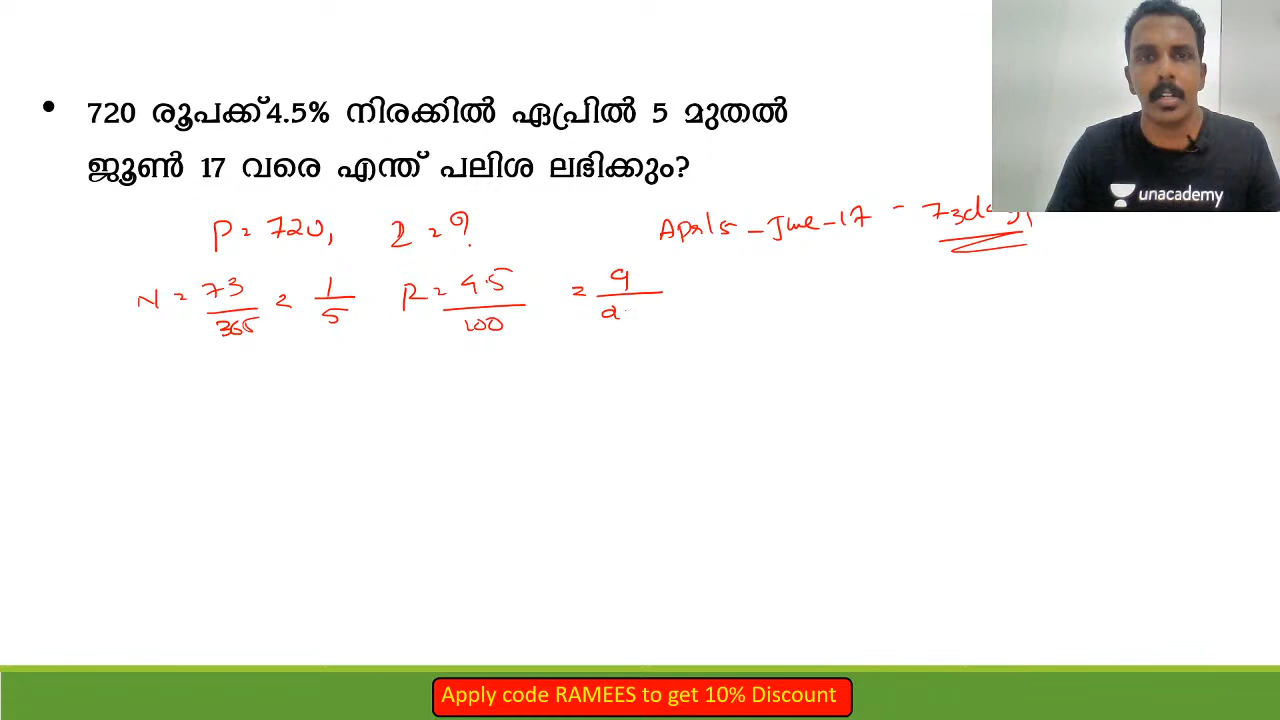 • 720 രൂപക്ക് 4.5% നിരക്കിൽ ഏപ്രിൽ 5 മുതൽ
ജൂൺ 17 വരെ എന്ത് പലിശ ലഭിക്കും?
unacademy
P = 720, I = ?
April 5 - June - 17 - 73 days
N = 73/365 = 1/5 R = 4.5/100 = 9/
Apply code RAMEES to get 10% Discount